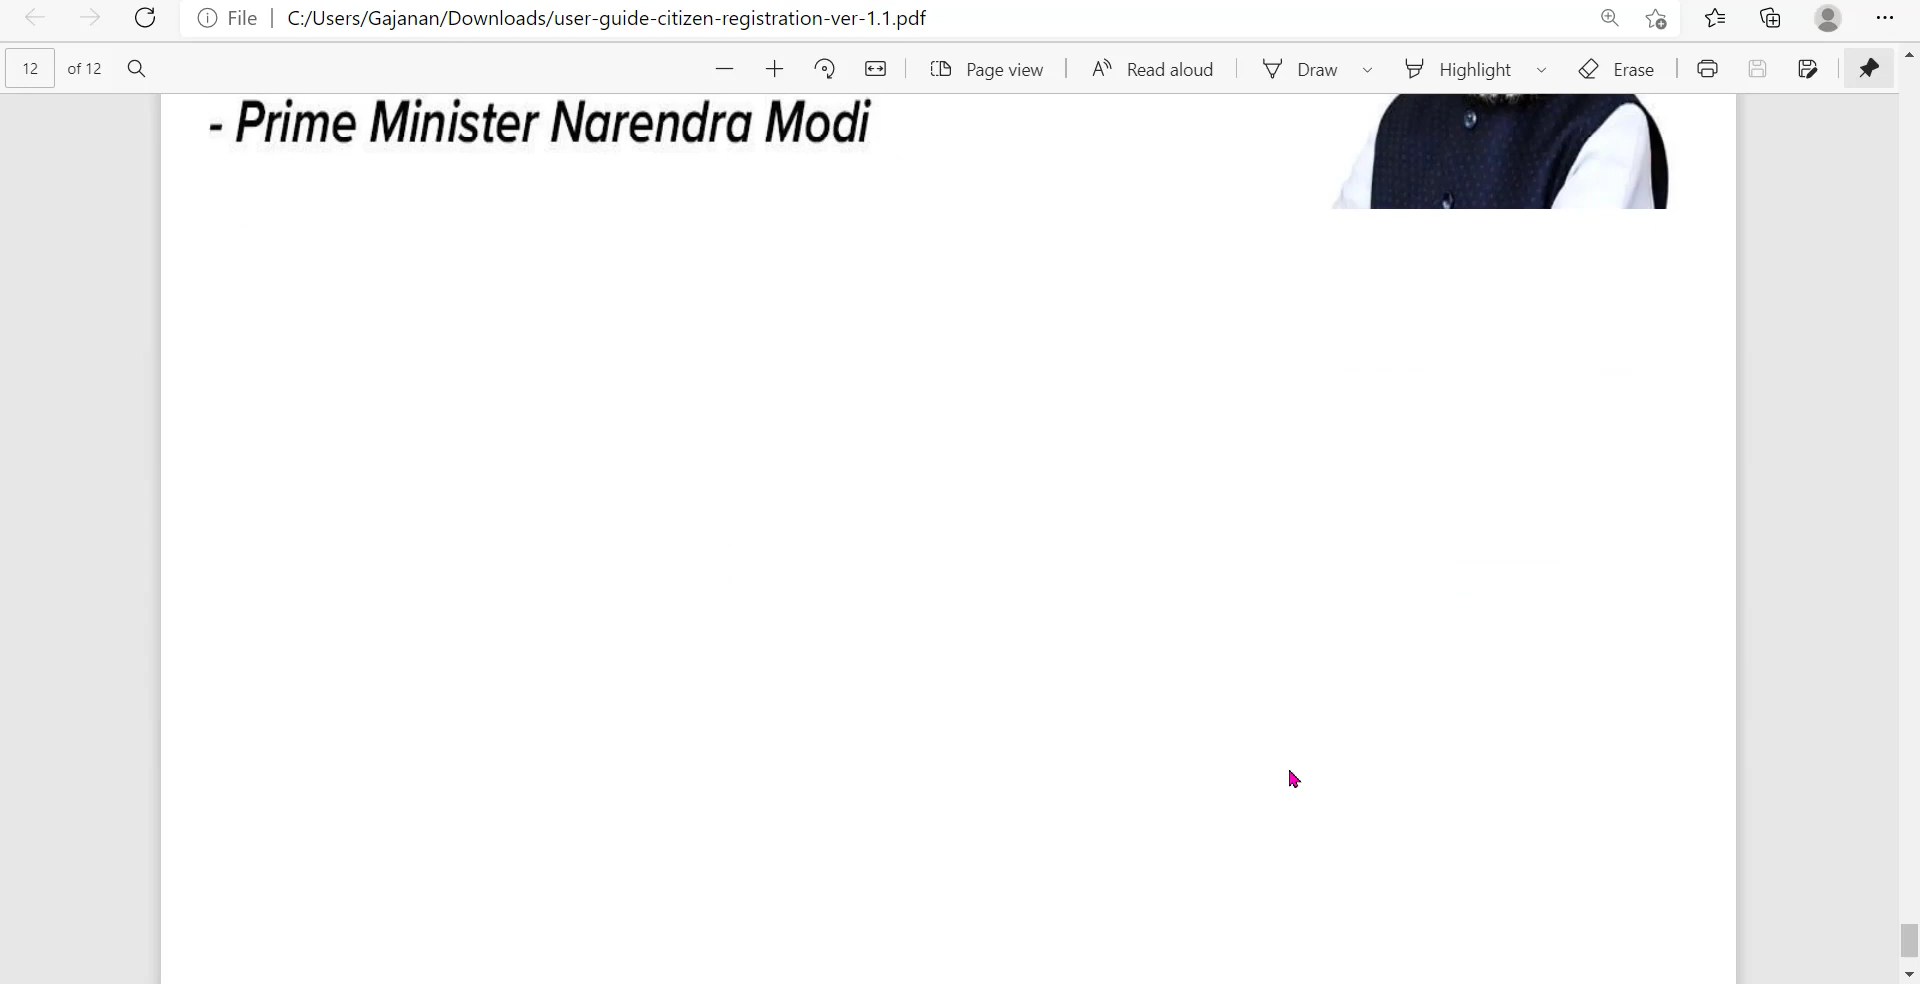 File C:/Users/Gajanan/Downloads/user-guide-citizen-registration-ver-1.1.pdf
12 of 12 Page view Read aloud Draw Highlight Erase
- Prime Minister Narendra Modi